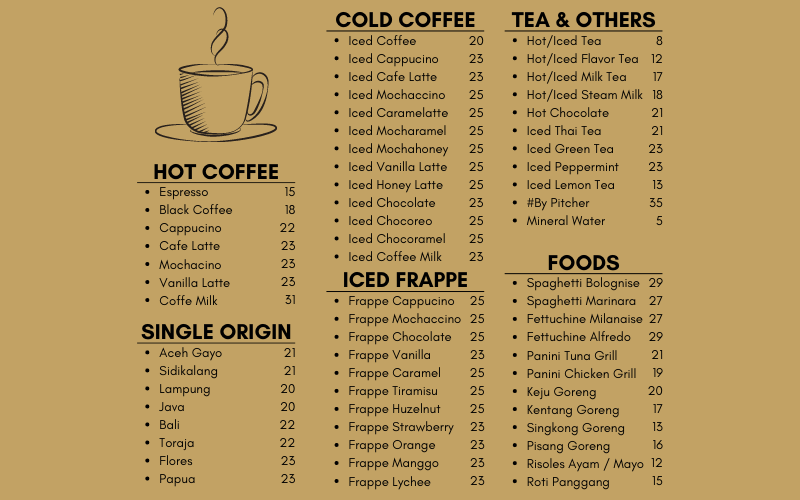 HOT COFFEE
• Espresso 15
• Black Coffee 18
• Cappucino 22
• Cafe Latte 23
• Mochacino 23
• Vanilla Latte 23
• Coffe Milk 31
SINGLE ORIGIN
• Aceh Gayo 21
• Sidikalang 21
• Lampung 20
• Java 20
• Bali 22
• Toraja 22
• Flores 23
• Papua 23
COLD COFFEE
• Iced Coffee 20
• Iced Cappucino 23
• Iced Cafe Latte 23
• Iced Mochaccino 25
• Iced Caramelatte 25
• Iced Mocharamel 25
• Iced Mochahoney 25
• Iced Vanilla Latte 25
• Iced Honey Latte 25
• Iced Chocolate 23
• Iced Chocoreo 25
• Iced Chocoramel 25
• Iced Coffee Milk 23
ICED FRAPPE
• Frappe Cappucino 25
• Frappe Mochaccino 25
• Frappe Chocolate 25
• Frappe Vanilla 23
• Frappe Caramel 25
• Frappe Tiramisu 25
• Frappe Huzelnut 25
• Frappe Strawberry 23
• Frappe Orange 23
• Frappe Manggo 23
• Frappe Lychee 23
TEA & OTHERS
• Hot/Iced Tea 8
• Hot/Iced Flavor Tea 12
• Hot/Iced Milk Tea 17
• Hot/Iced Steam Milk 18
• Hot Chocolate 21
• Iced Thai Tea 21
• Iced Green Tea 23
• Iced Peppermint 23
• Iced Lemon Tea 13
• #By Pitcher 35
• Mineral Water 5
FOODS
• Spaghetti Bolognise 29
• Spaghetti Marinara 27
• Fettuchine Milanaise 27
• Fettuchine Alfredo 29
• Panini Tuna Grill 21
• Panini Chicken Grill 19
• Keju Goreng 20
• Kentang Goreng 17
• Singkong Goreng 13
• Pisang Goreng 16
• Risoles Ayam / Mayo 12
• Roti Panggang 15